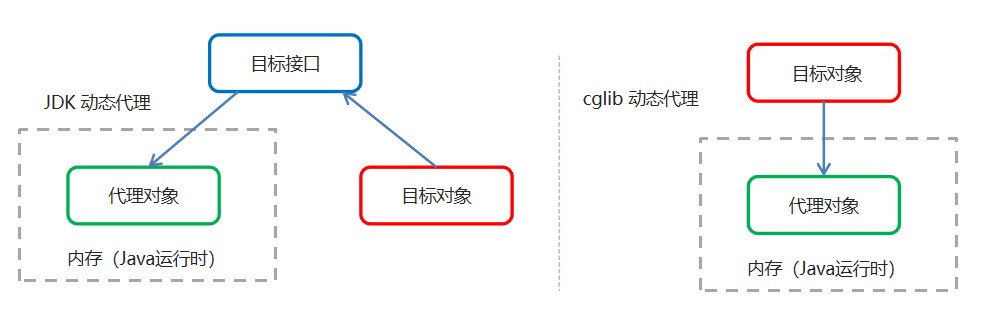 目标接口
JDK 动态代理
代理对象
目标对象
内存（Java运行时）
目标对象
cglib 动态代理
代理对象
内存（Java运行时）